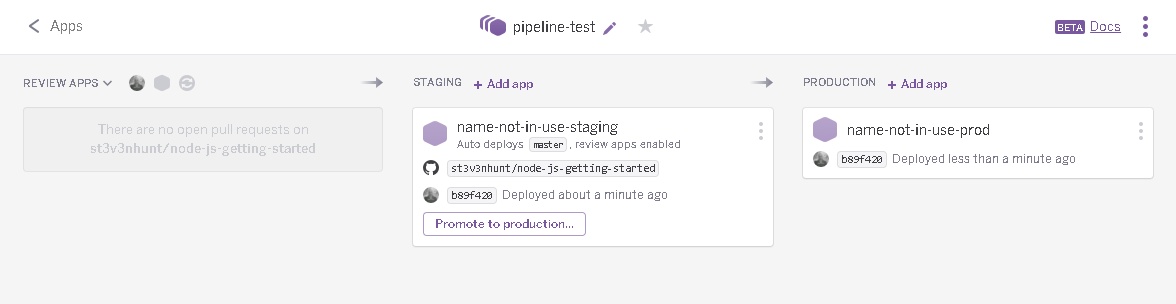 Apps
pipeline-test
BETA Docs
REVIEW APPS
There are no open pull requests on
st3v3nhunt/node-js-getting-started
STAGING + Add app
name-not-in-use-staging
Auto deploys master , review apps enabled
st3v3nhunt/node-js-getting-started
b89f420 Deployed about a minute ago
Promote to production...
PRODUCTION + Add app
name-not-in-use-prod
b89f420 Deployed less than a minute ago